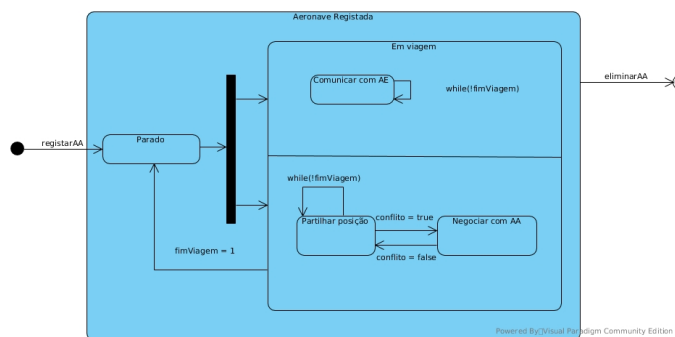 Aeronave Registada
Em viagem
Comunicar com AE
while(!fimViagem)
eliminarAA
registarAA
Parado
while(!fimViagem)
Partilhar posição
conflito = true
Negociar com AA
conflito = false
fimViagem = 1
Powered By Visual Paradigm Community Edition